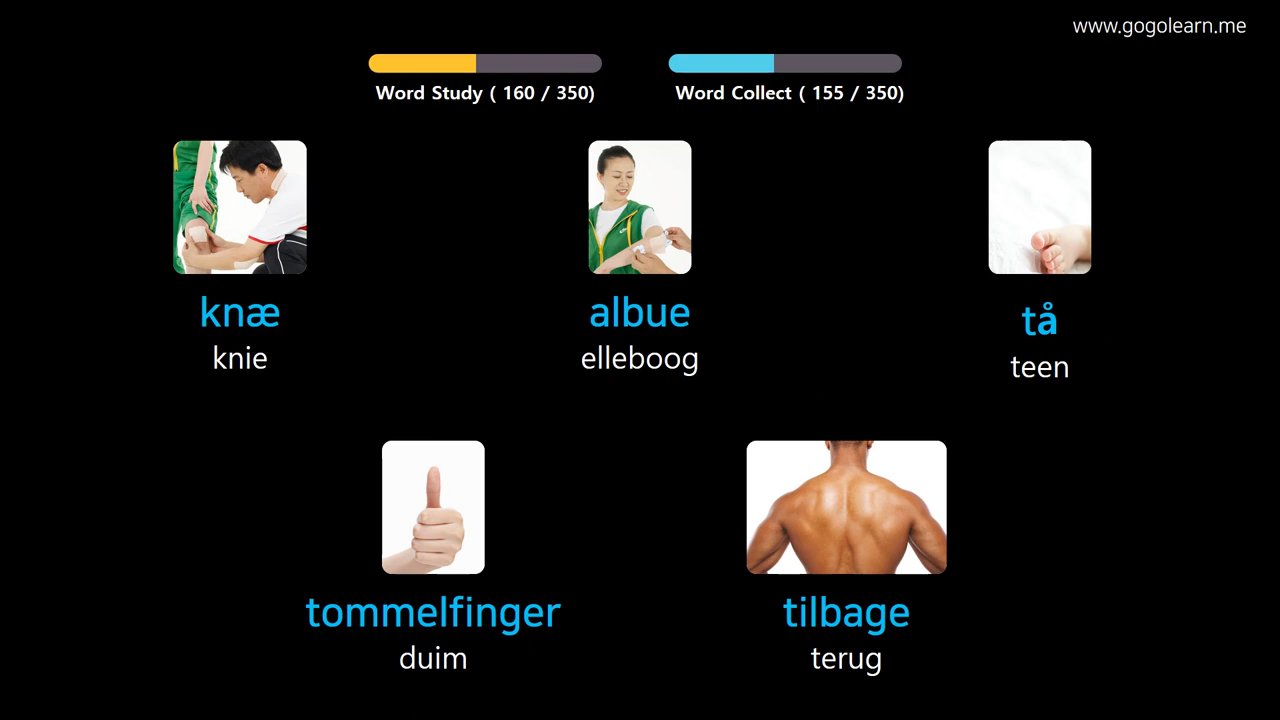 www.gogolearn.me
Word Study ( 160 / 350)
Word Collect ( 155 / 350)
knæ
knie
albue
elleboog
tå
teen
tommelfinger
duim
tilbage
terug